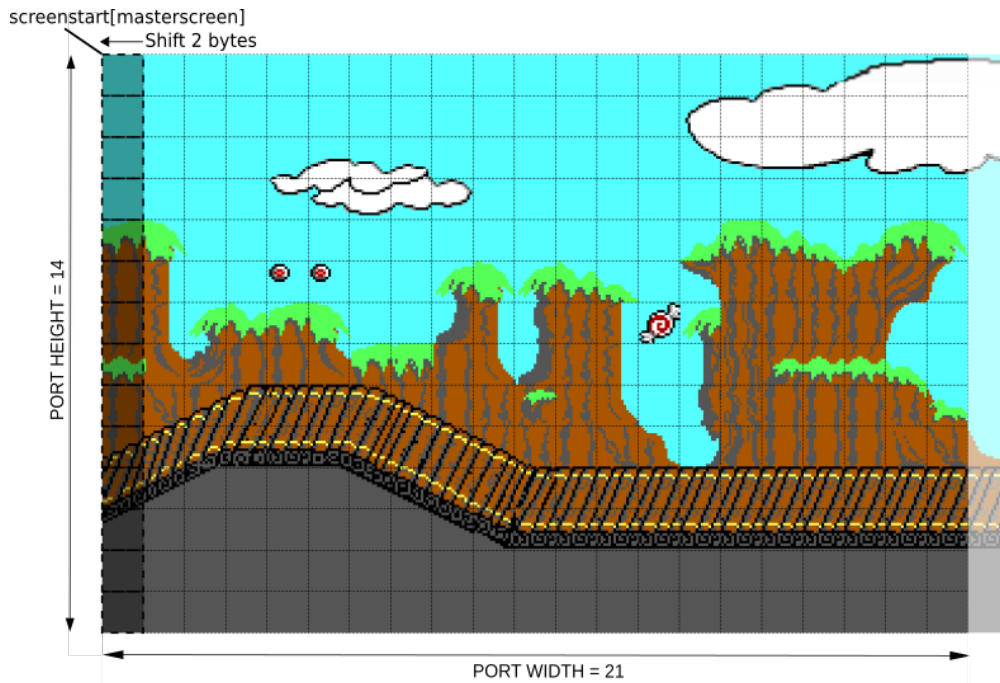 screenstart[masterscreen]
Shift 2 bytes
PORT HEIGHT = 14
PORT WIDTH = 21